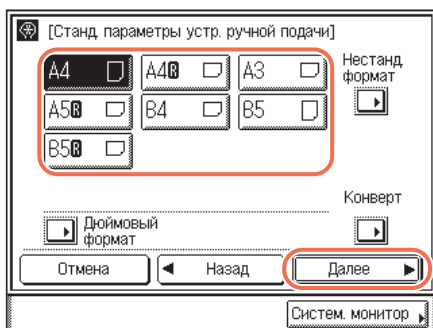 [Станд. параметры устр. ручной подачи]
A4 A4R A3
Нестанд.
формат
A5R B4 B5
B5R
Конверт
Дюймовый
формат
Отмена
Назад
Далее
Систем. монитор